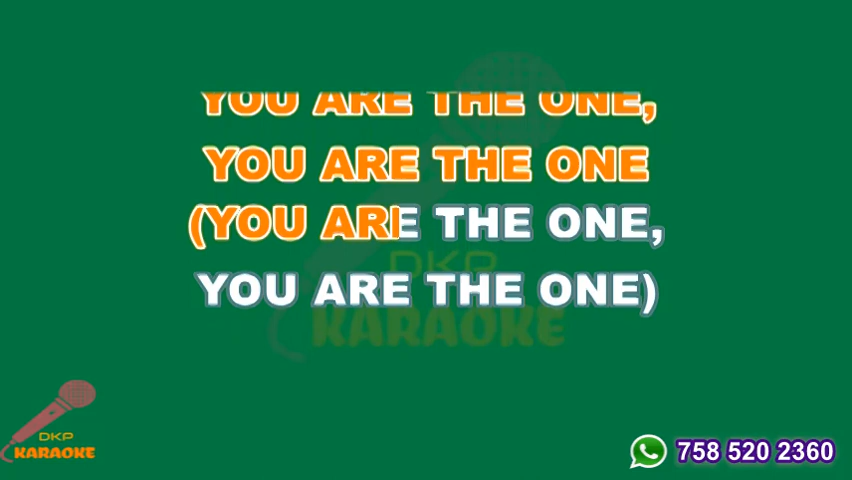 YOU ARE THE ONE,
YOU ARE THE ONE
(YOU ARE THE ONE,
YOU ARE THE ONE)
DKP
KARAOKE
DKP
KARAOKE
758 520 2360